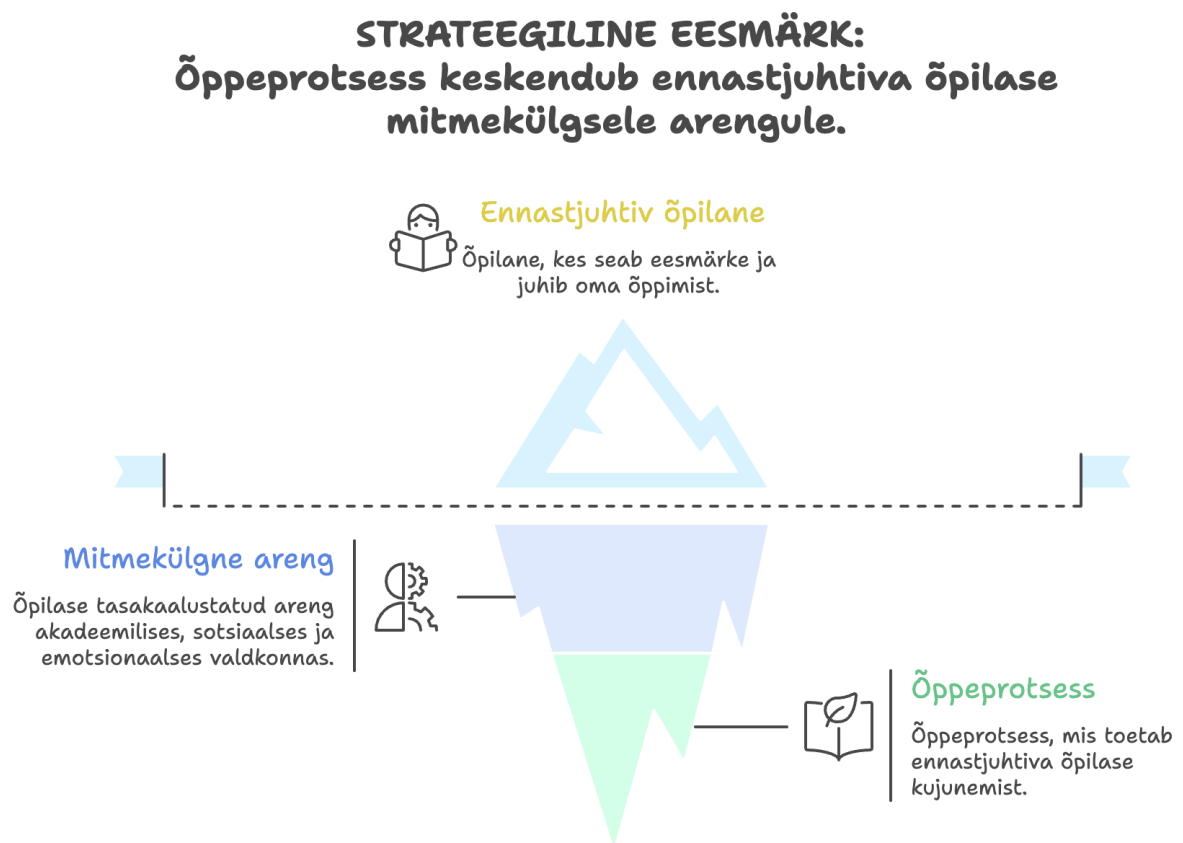 STRATEEGILINE EESMÄRK:
Õppeprotsess keskendub ennastjuhtiva õpilase
mitmekülgsele arengule.
Ennastjuhtiv õpilane
Õpilane, kes seab eesmärke ja
juhib oma õppimist.
Mitmekülgne areng
Õpilase tasakaalustatud areng
akadeemilises, sotsiaalses ja
emotsionaalses valdkonnas.
Õppeprotsess
Õppeprotsess, mis toetab
ennastjuhtiva õpilase
kujunemist.